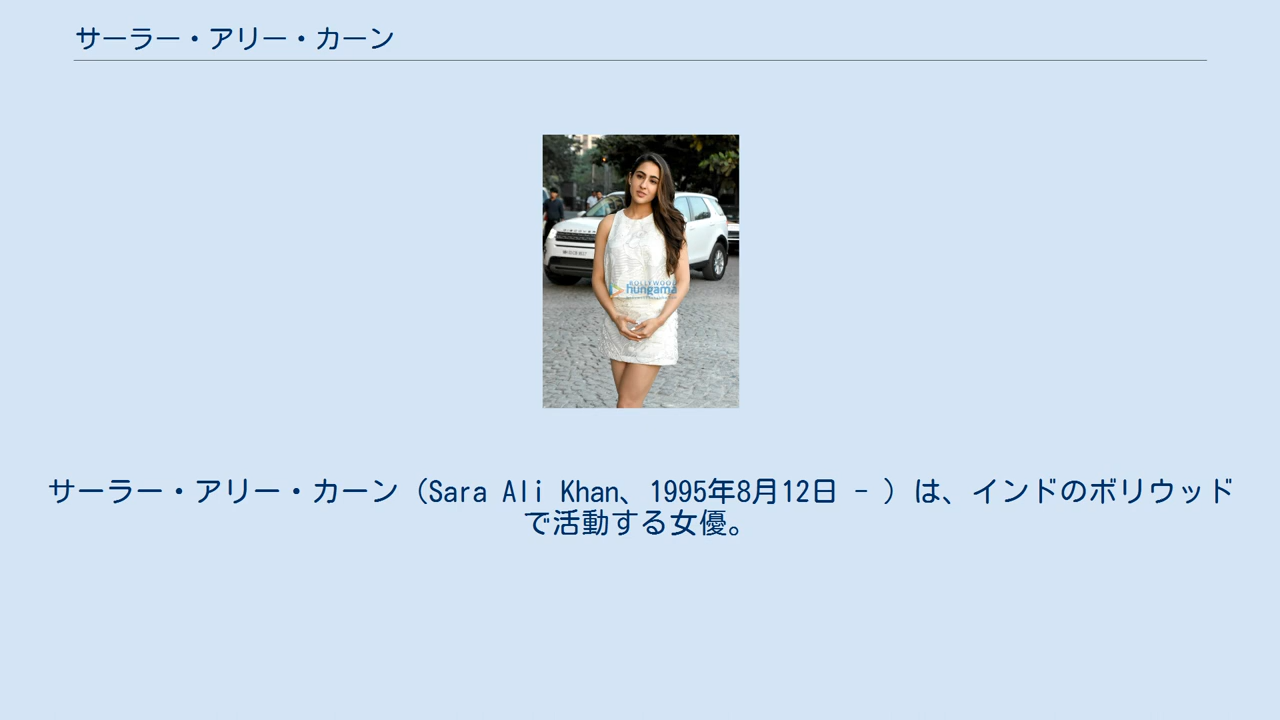 サーラー・アリー・カーン
BOLLYWOOD
hungama
サーラー・アリー・カーン（Sara Ali Khan、1995年8月12日 - ）は、インドのボリウッド
で活動する女優。